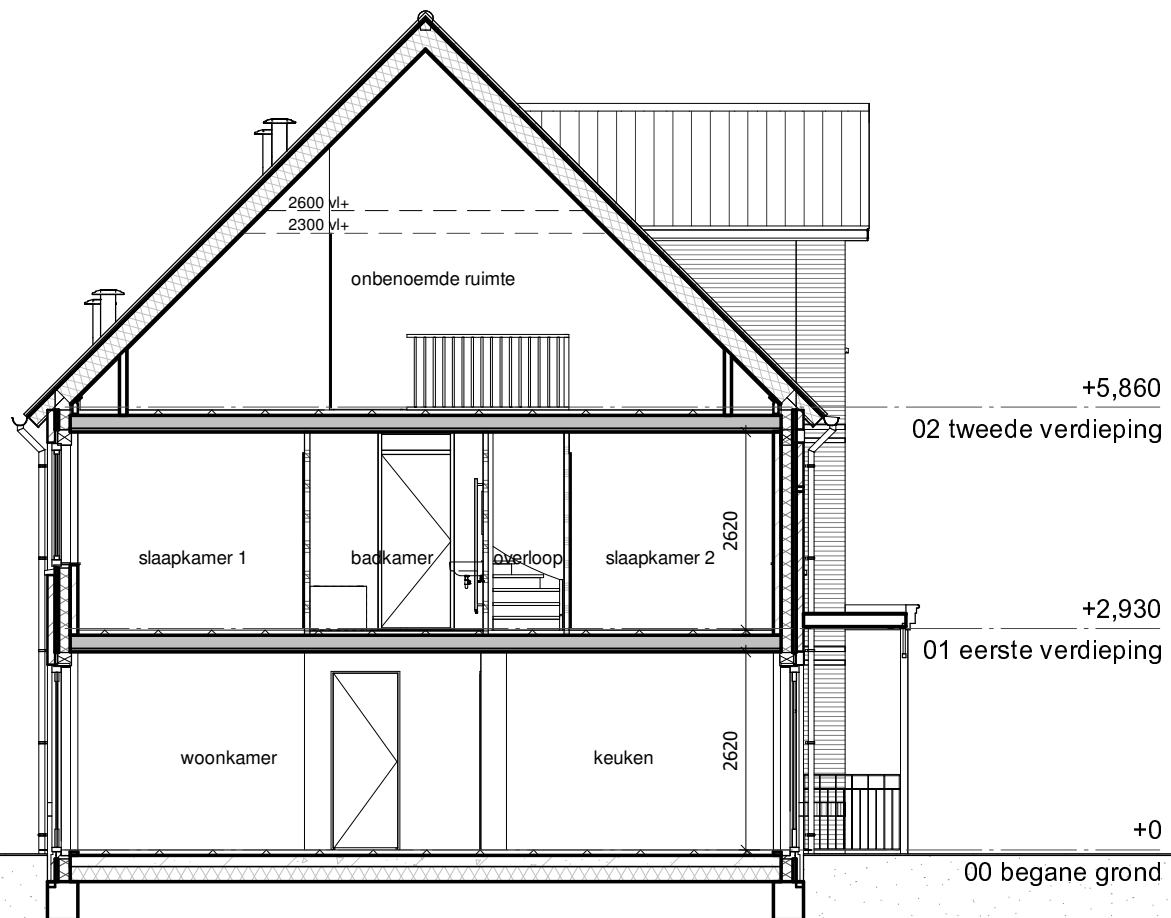 2600 vl+
2300 vl+
onbenoemde ruimte
+5,860
02 tweede verdieping
2620
slaapkamer 1
badkamer
overloop
slaapkamer 2
+2,930
01 eerste verdieping
2620
woonkamer
keuken
+0
00 begane grond